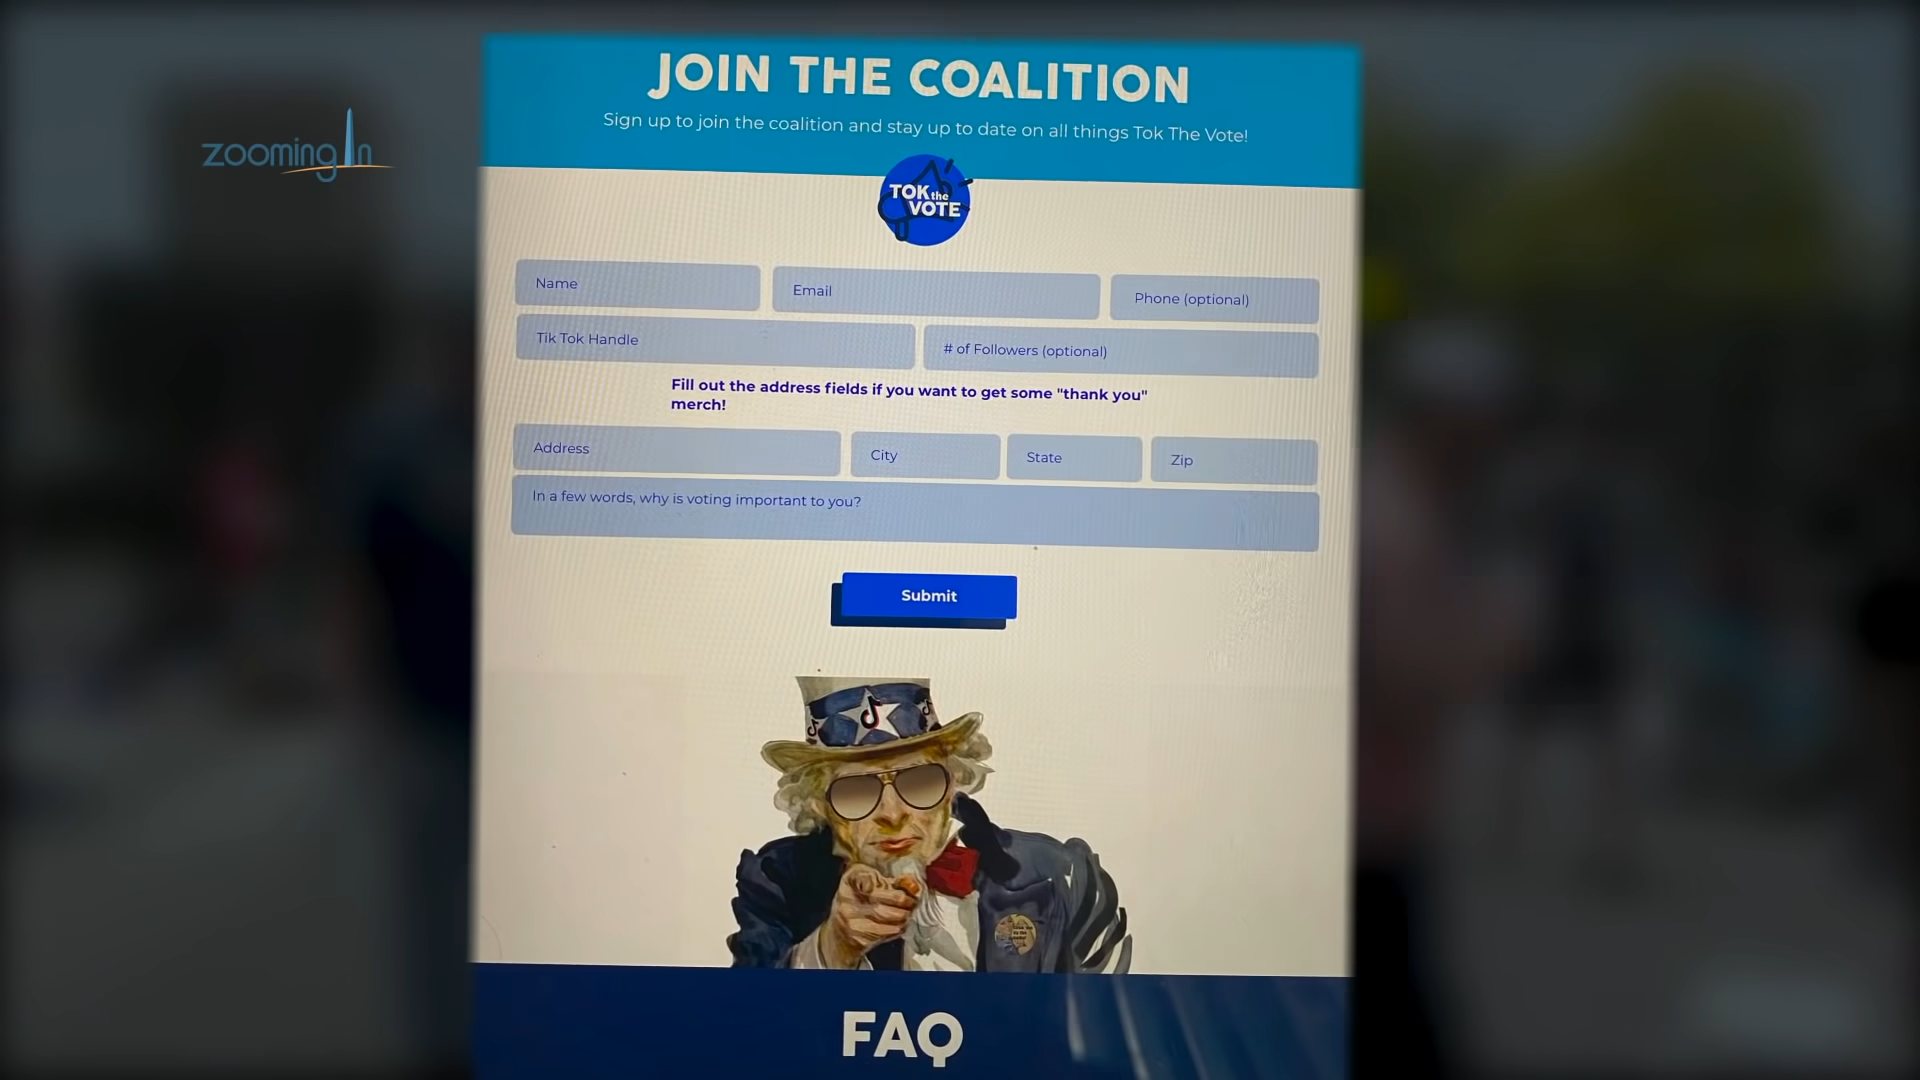 JOIN THE COALITION
Sign up to join the coalition and stay up to date on all things Tok The Vote!
zooming In
TOK the
VOTE
Name
Email
Phone (optional)
Tik Tok Handle
# of Followers (optional)
Fill out the address fields if you want to get some "thank you"
merch!
Address
City
State
Zip
In a few words, why is voting important to you?
Submit
FAQ